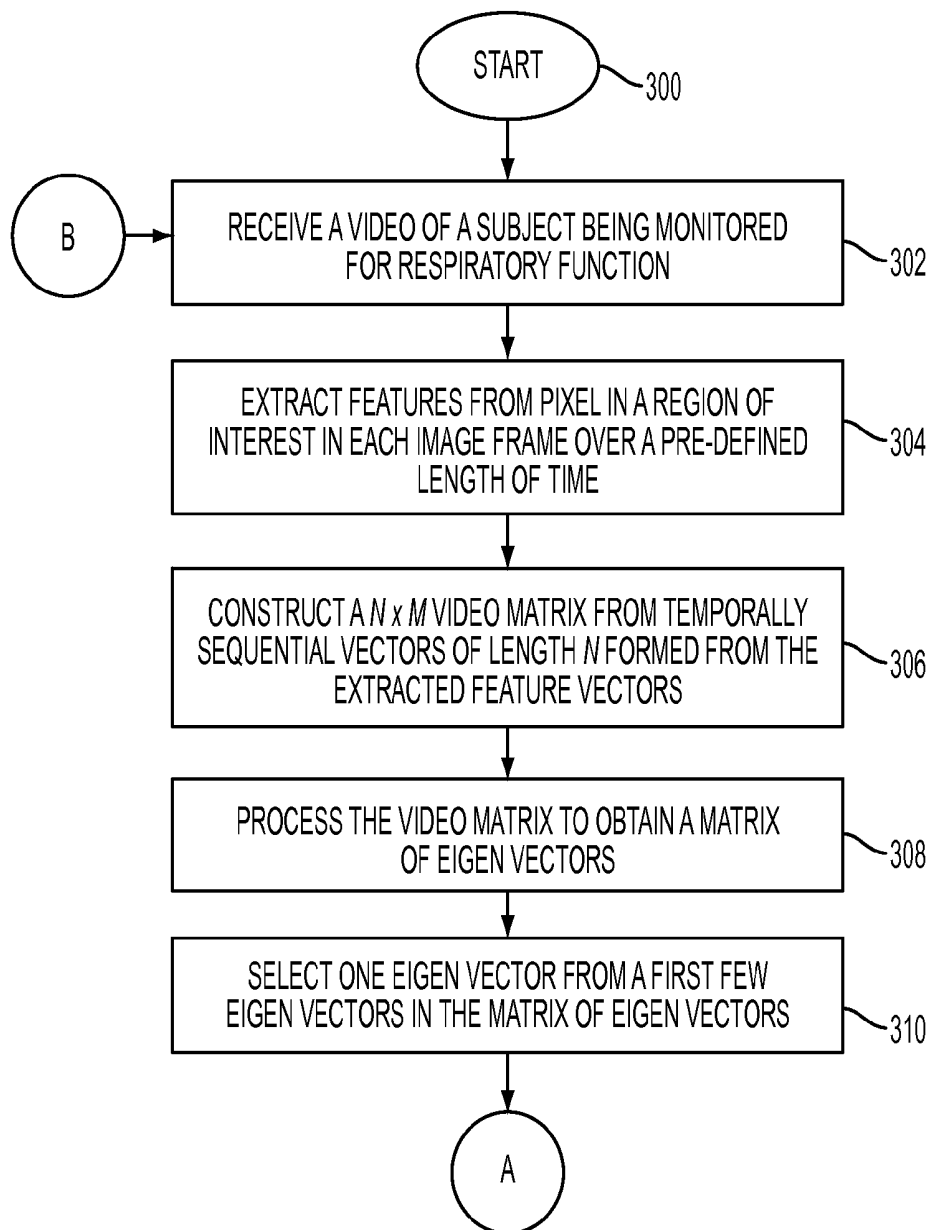 START
300
B
RECEIVE A VIDEO OF A SUBJECT BEING MONITORED
FOR RESPIRATORY FUNCTION
302
EXTRACT FEATURES FROM PIXEL IN A REGION OF
INTEREST IN EACH IMAGE FRAME OVER A PRE-DEFINED
LENGTH OF TIME
304
CONSTRUCT A N x M VIDEO MATRIX FROM TEMPORALLY
SEQUENTIAL VECTORS OF LENGTH N FORMED FROM THE
EXTRACTED FEATURE VECTORS
306
PROCESS THE VIDEO MATRIX TO OBTAIN A MATRIX
OF EIGEN VECTORS
308
SELECT ONE EIGEN VECTOR FROM A FIRST FEW
EIGEN VECTORS IN THE MATRIX OF EIGEN VECTORS
310
A